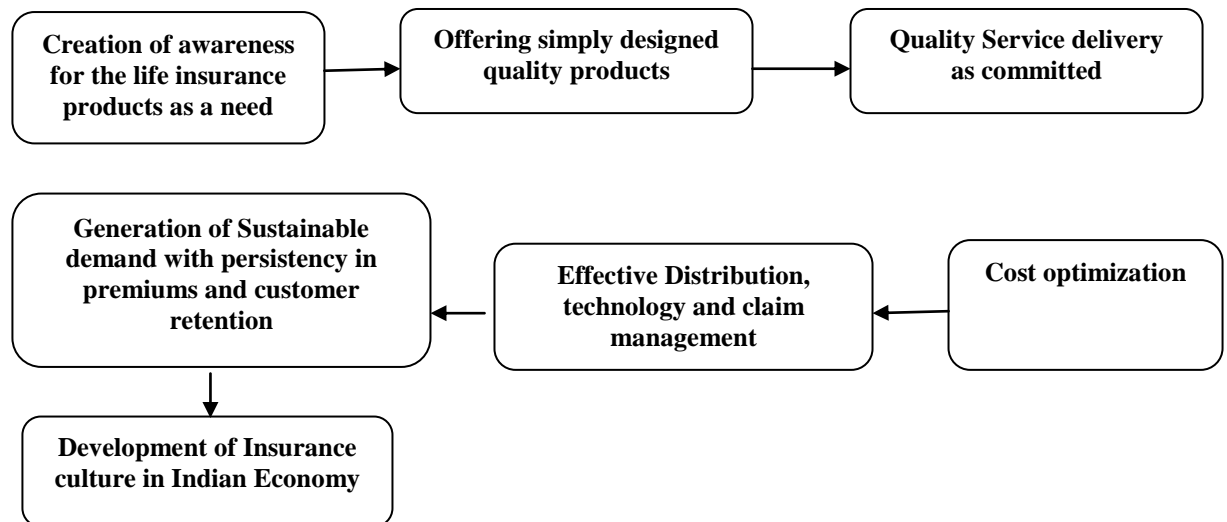 Creation of awareness
for the life insurance
products as a need
Offering simply designed
quality products
Quality Service delivery
as committed
Generation of Sustainable
demand with persistency in
premiums and customer
retention
Effective Distribution,
technology and claim
management
Cost optimization
Development of Insurance
culture in Indian Economy